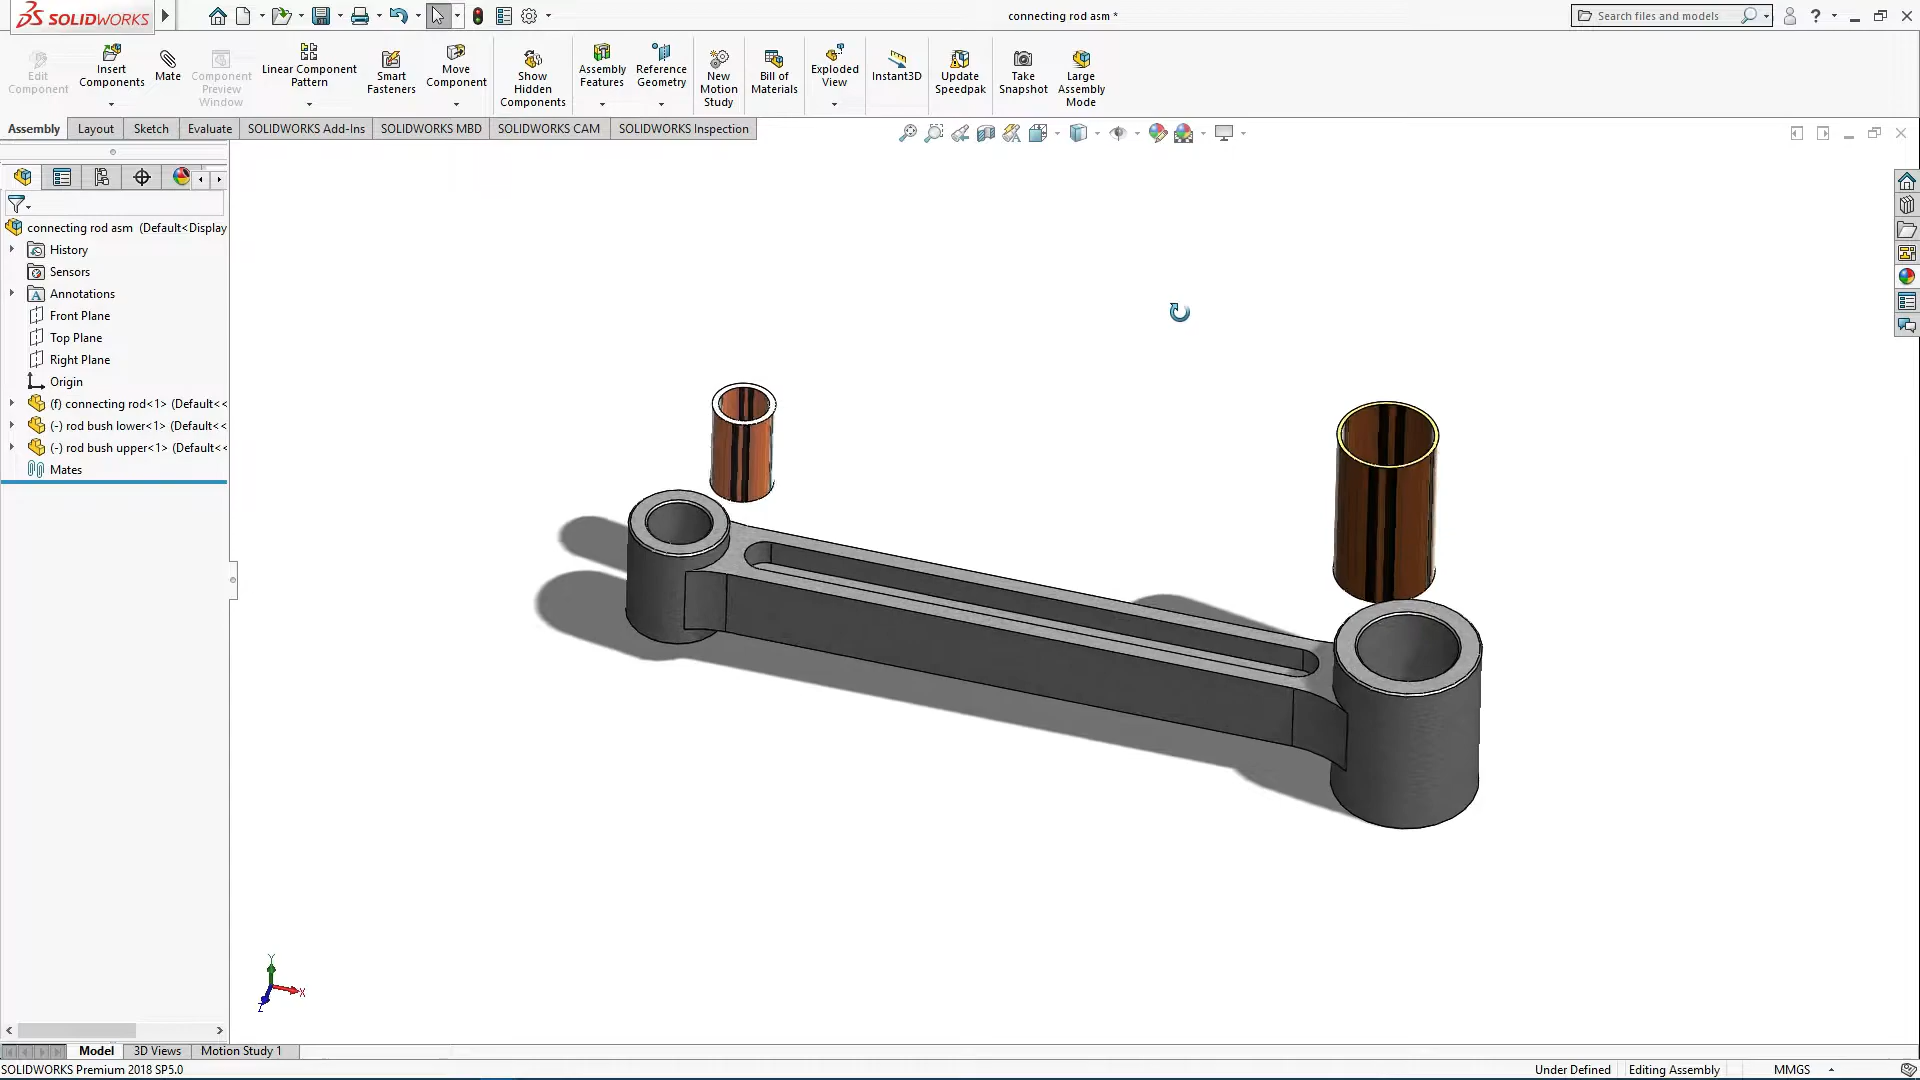 SOLIDWORKS
connecting rod asm *
Search files and models
?
Edit
Component
Insert
Components
Mate
Component
Preview
Window
Linear Component
Pattern
Smart
Fasteners
Move
Component
Show
Hidden
Components
Assembly
Features
Reference
Geometry
New
Motion
Study
Bill of
Materials
Exploded
View
Instant3D
Update
Speedpak
Take
Snapshot
Large
Assembly
Mode
Assembly
Layout
Sketch
Evaluate
SOLIDWORKS Add-Ins
SOLIDWORKS MBD
SOLIDWORKS CAM
SOLIDWORKS Inspection
connecting rod asm (Default<Display
History
Sensors
Annotations
Front Plane
Top Plane
Right Plane
Origin
(f) connecting rod<1> (Default<<
(-) rod bush lower<1> (Default<<
(-) rod bush upper<1> (Default<<
Mates
Y
X
Z
Model
3D Views
Motion Study 1
SOLIDWORKS Premium 2018 SP5.0
Under Defined
Editing Assembly
MMGS